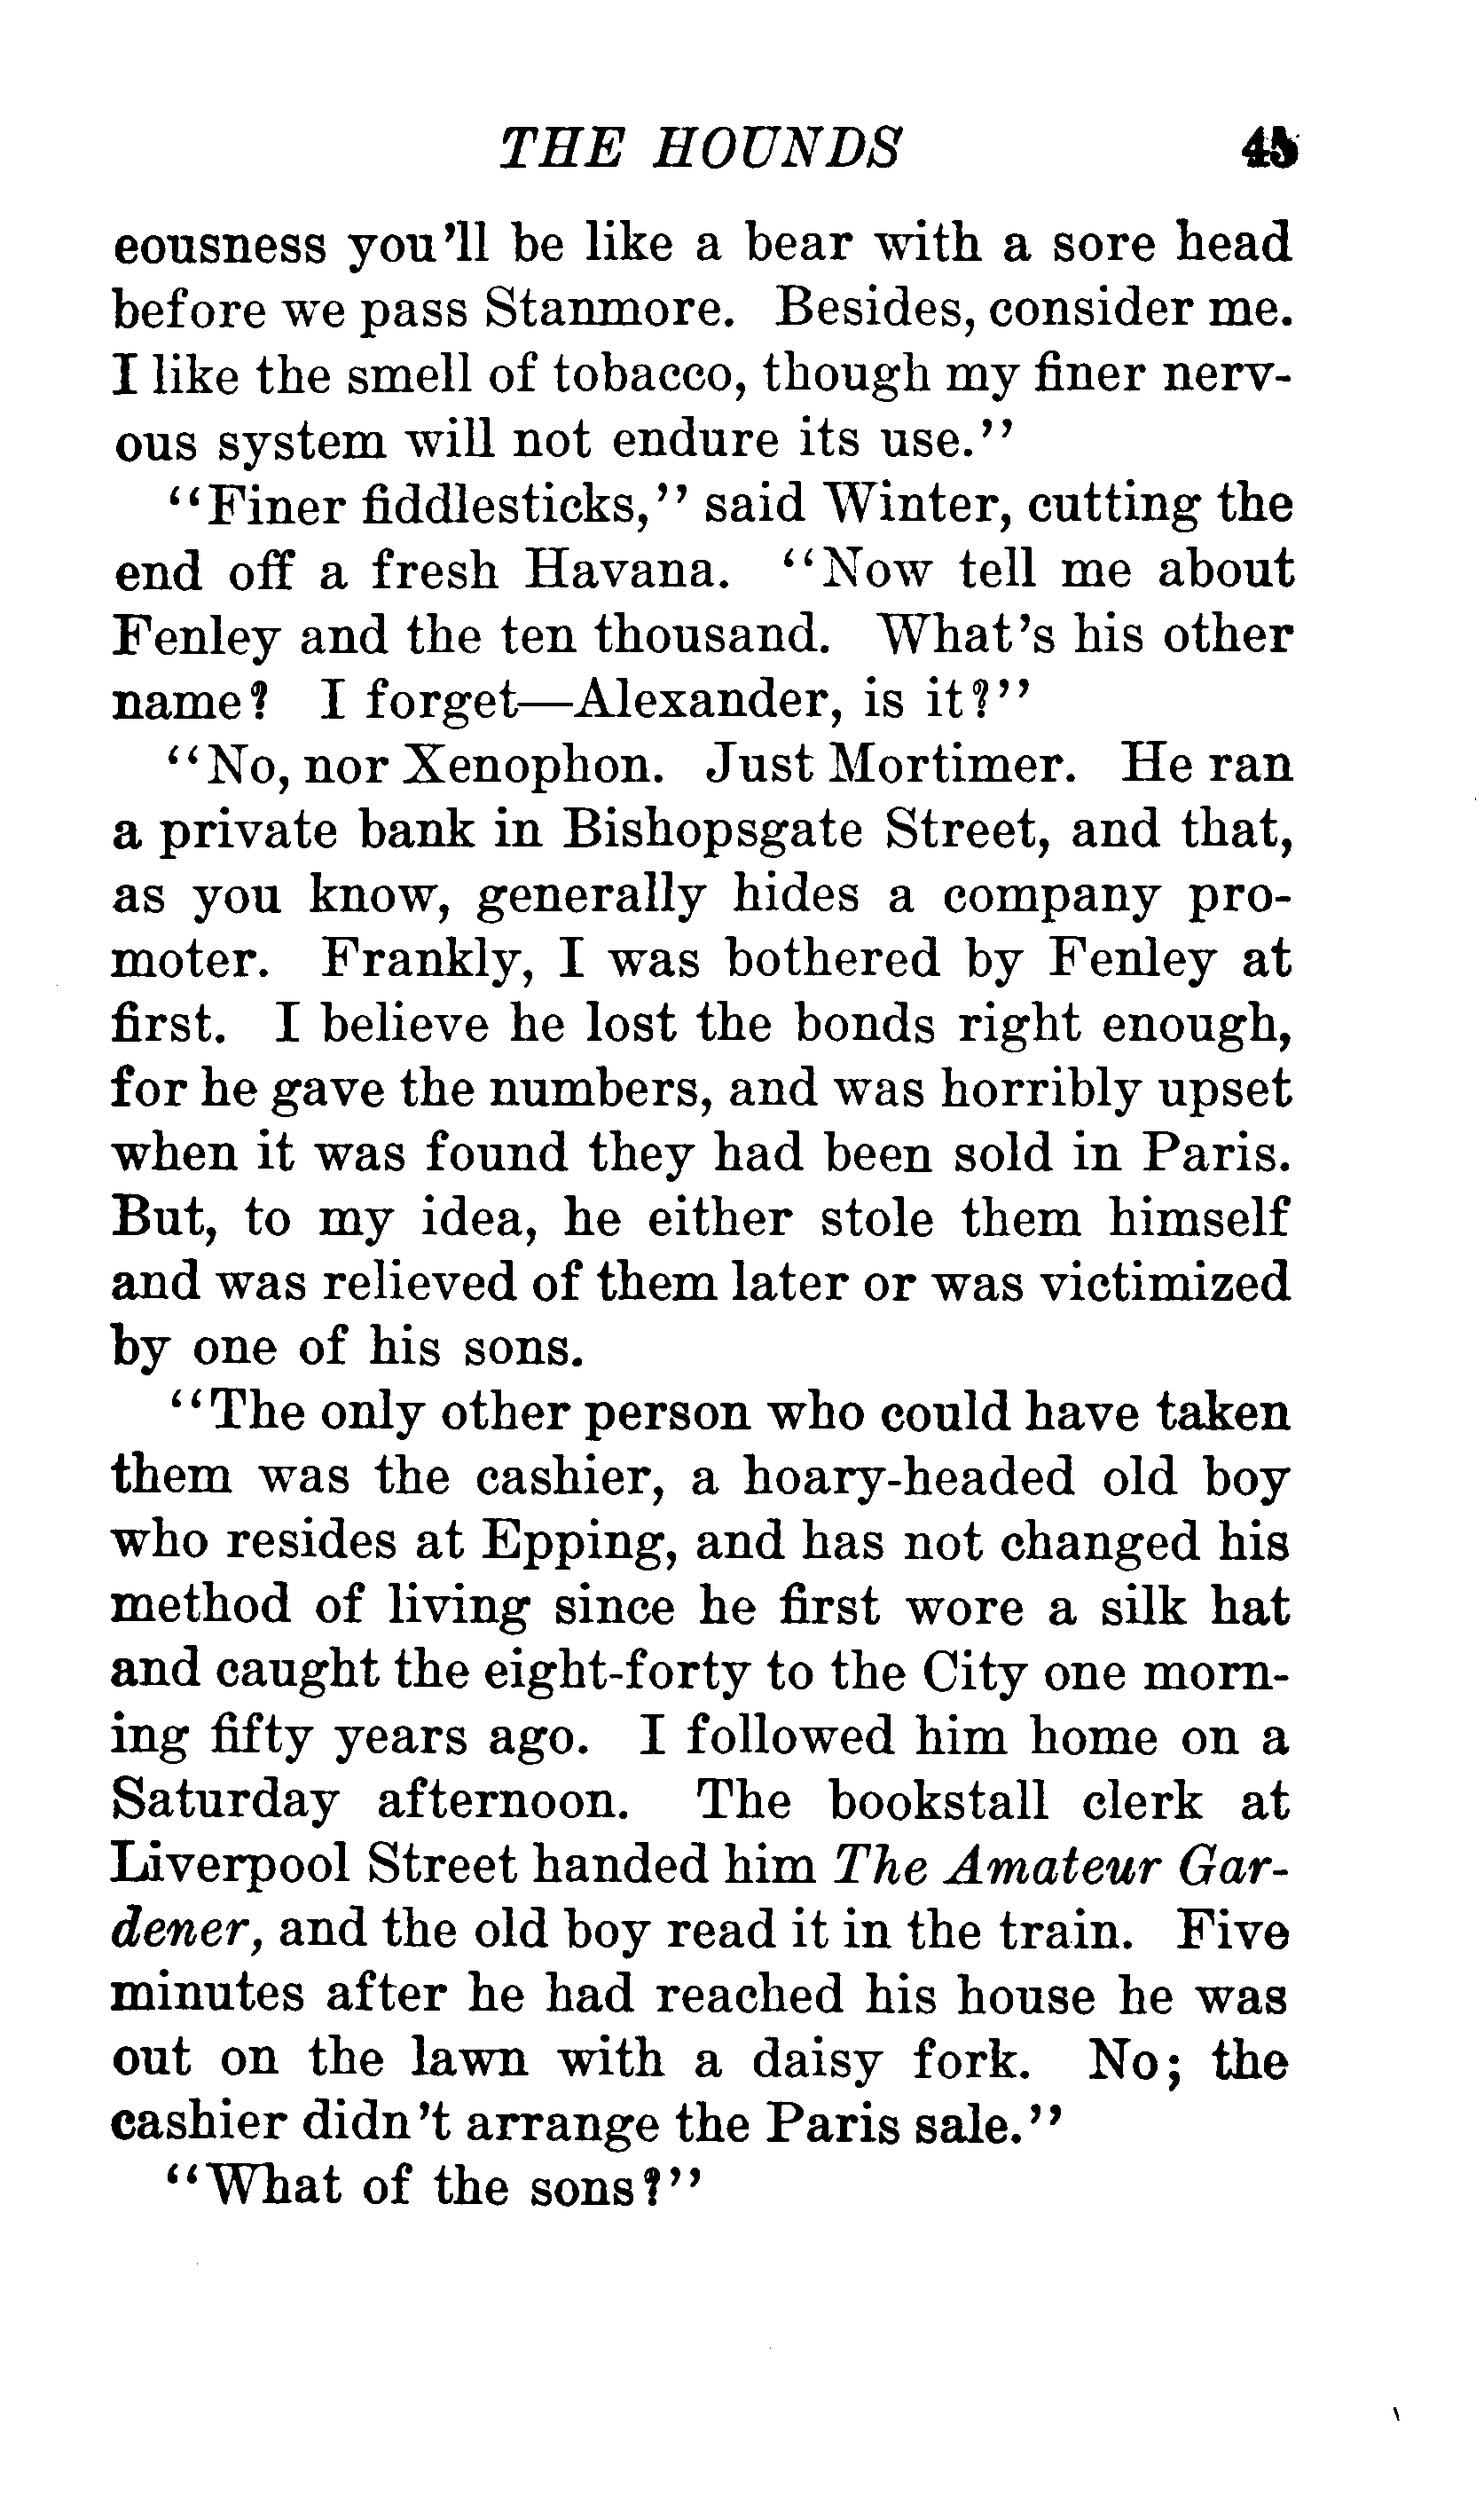 THE HOUNDS 45
eousness you'll be like a bear with a sore head
before we pass Stanmore. Besides, consider me.
I like the smell of tobacco, though my finer nerv-
ous system will not endure its use."
"Finer fiddlesticks," said Winter, cutting the
end off a fresh Havana. "Now tell me about
Fenley and the ten thousand. What's his other
name? I forget—Alexander, is it?"
"No, nor Xenophon. Just Mortimer. He ran
a private bank in Bishopsgate Street, and that,
as you know, generally hides a company pro-
moter. Frankly, I was bothered by Fenley at
first. I believe he lost the bonds right enough,
for he gave the numbers, and was horribly upset
when it was found they had been sold in Paris.
But, to my idea, he either stole them himself
and was relieved of them later or was victimized
by one of his sons.
"The only other person who could have taken
them was the cashier, a hoary-headed old boy
who resides at Epping, and has not changed his
method of living since he first wore a silk hat
and caught the eight-forty to the City one morn-
ing fifty years ago. I followed him home on a
Saturday afternoon. The bookstall clerk at
Liverpool Street handed him The Amateur Gar-
dener, and the old boy read it in the train. Five
minutes after he had reached his house he was
out on the lawn with a daisy fork. No; the
cashier didn't arrange the Paris sale."
"What of the sons?"